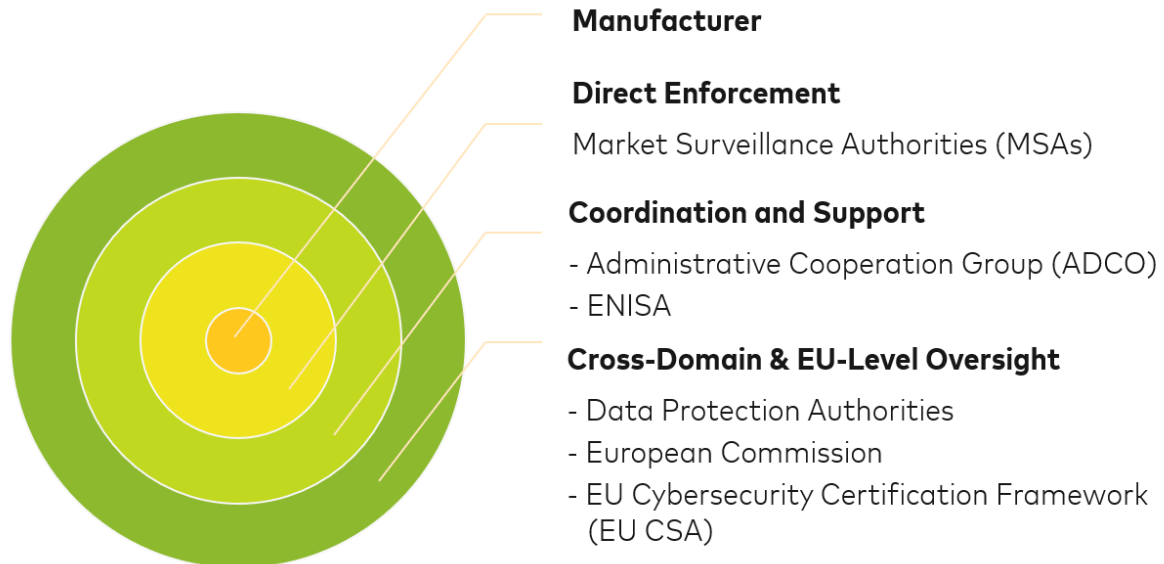 Manufacturer
Direct Enforcement
Market Surveillance Authorities (MSAs)
Coordination and Support
- Administrative Cooperation Group (ADCO)
- ENISA
Cross-Domain & EU-Level Oversight
- Data Protection Authorities
- European Commission
- EU Cybersecurity Certification Framework
(EU CSA)